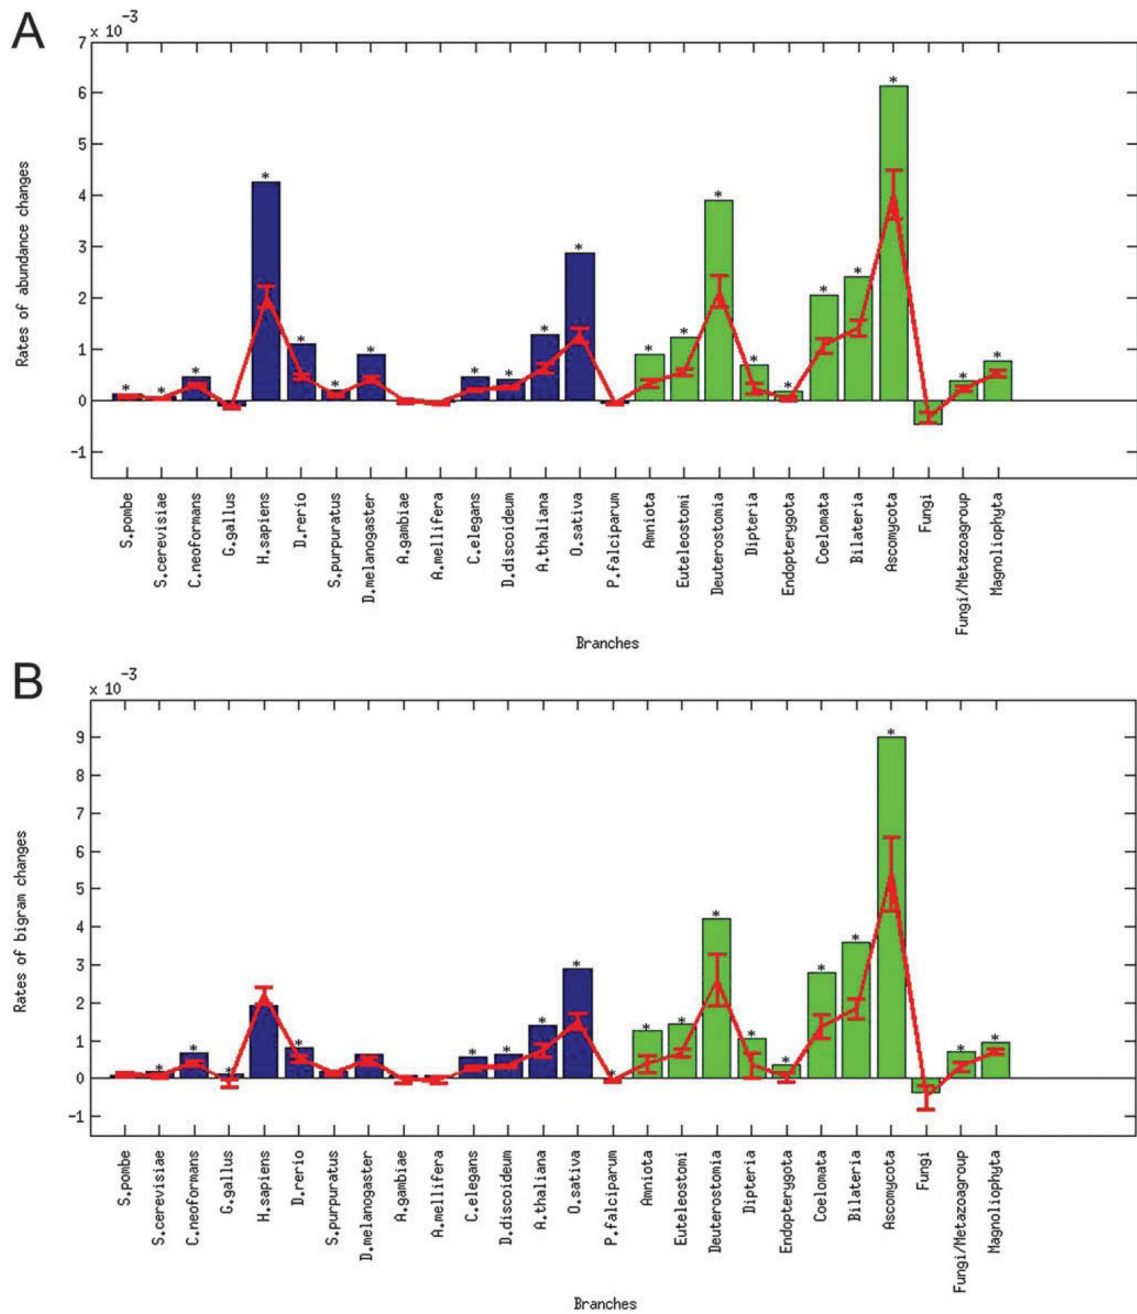 A
× 10⁻³
7
6
5
4
3
2
1
0
-1
Rates of abundance changes
* * * * * * * * * * * * * * * * * * * * *
S.pombe
S.cerevisiae
C.neoformans
G.gallus
H.sapiens
D.rerio
S.purpuratus
D.melanogaster
A.gambiae
A.mellifera
C.elegans
D.discoideum
A.thaliana
O.sativa
P.falciparum
Amniota
Euteleostomi
Deuterostomia
Dipteria
Endopterygota
Coelomata
Bilateria
Ascomycota
Fungi
Fungi/Metazoagroup
Magnoliophyta
Branches
B
× 10⁻³
9
8
7
6
5
4
3
2
1
0
-1
Rates of bigram changes
* * * * * * * * * * * * * * * * * * *
S.pombe
S.cerevisiae
C.neoformans
G.gallus
H.sapiens
D.rerio
S.purpuratus
D.melanogaster
A.gambiae
A.mellifera
C.elegans
D.discoideum
A.thaliana
O.sativa
P.falciparum
Amniota
Euteleostomi
Deuterostomia
Dipteria
Endopterygota
Coelomata
Bilateria
Ascomycota
Fungi
Fungi/Metazoagroup
Magnoliophyta
Branches